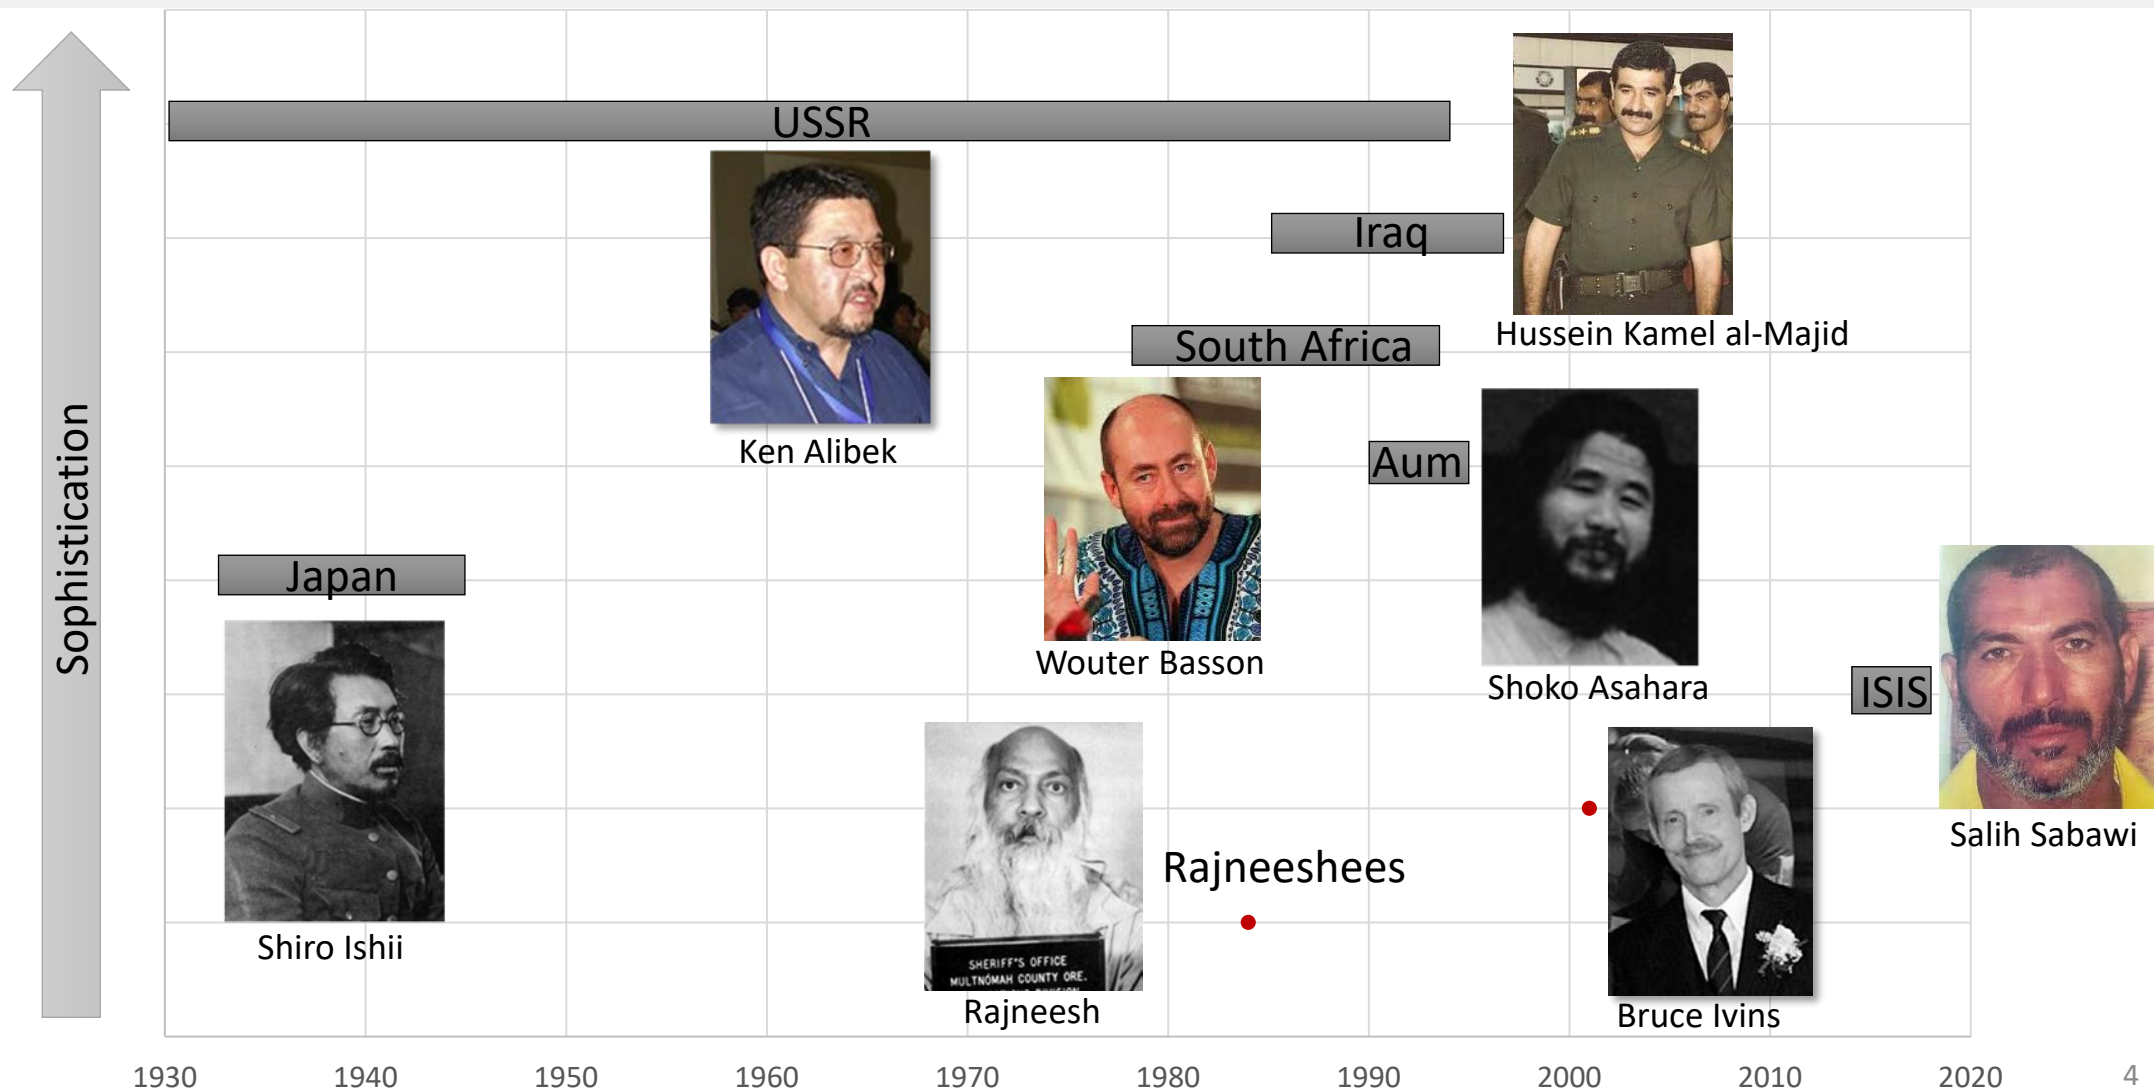 Sophistication
USSR
Ken Alibek
Iraq
Hussein Kamel al-Majid
South Africa
Wouter Basson
Aum
Shoko Asahara
Japan
Shiro Ishii
ISIS
Salih Sabawi
Rajneeshees
SHERIFF'S OFFICE
MULTNOMAH COUNTY ORE.
Rajneesh
Bruce Ivins
1930 1940 1950 1960 1970 1980 1990 2000 2010 2020
4